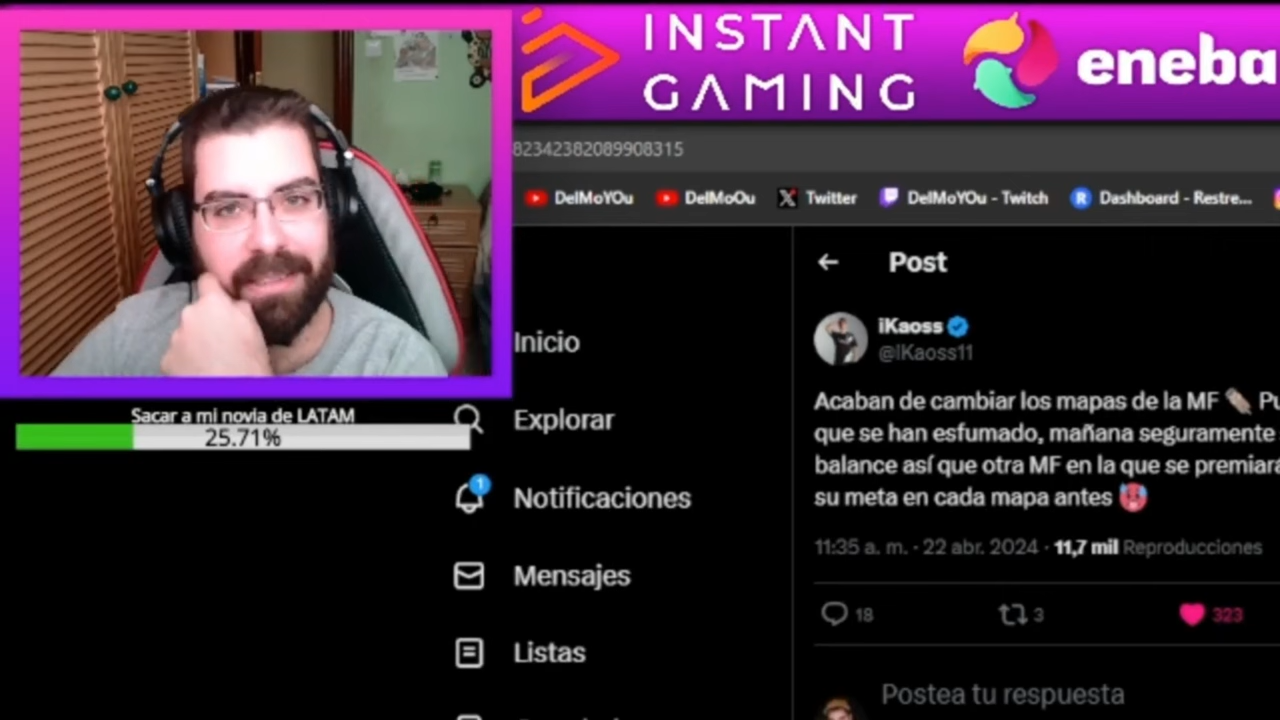 INSTANT
GAMING
eneba
82342382089908315
DelMoYOu
DelMoOu
Twitter
DelMoYOu - Twitch
Dashboard - Restre...
Post
iKaoss
@IKaoss11
Inicio
Acaban de cambiar los mapas de la MF
que se han esfumado, mañana seguramente
balance así que otra MF en la que se premiará
su meta en cada mapa antes
Sacar a mi novia de LATAM
25.71%
Explorar
1
Notificaciones
11:35 a. m. · 22 abr. 2024 · 11,7 mil Reproducciones
Mensajes
18
3
323
Listas
Postea tu respuesta